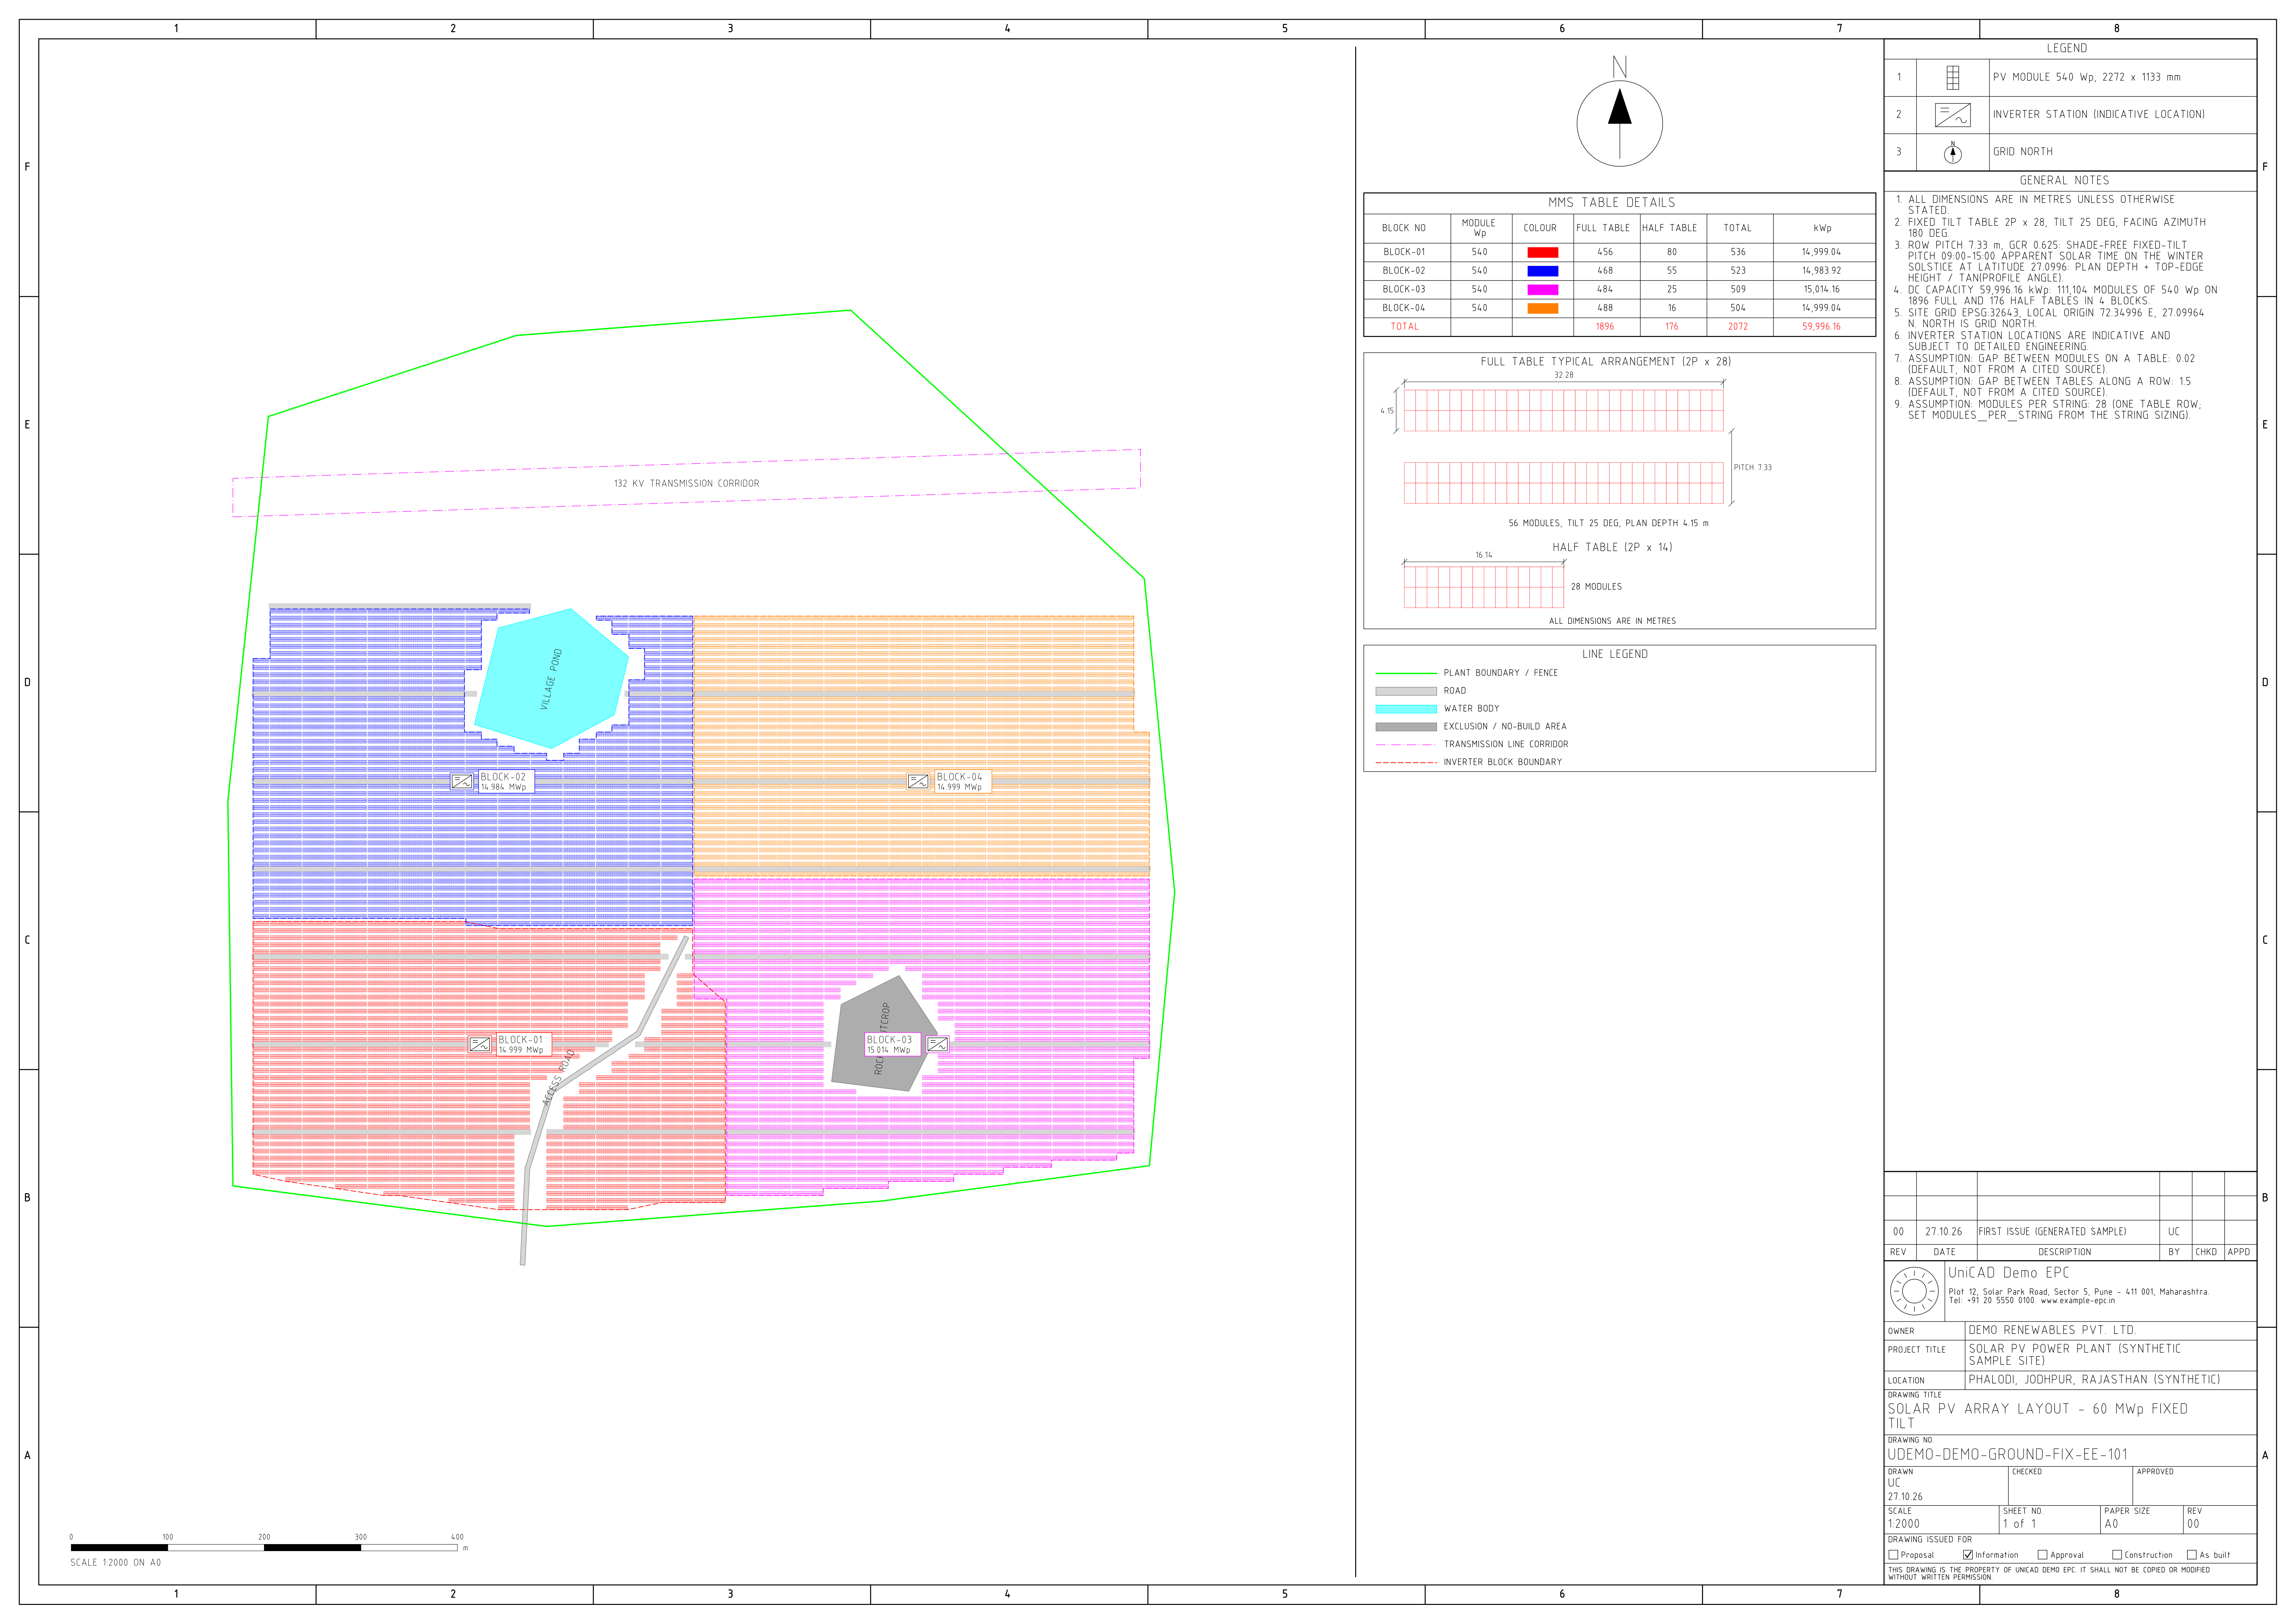 1 2 3 4 5 6 7 8
F
E
D
C
B
A
132 KV TRANSMISSION CORRIDOR
VILLAGE POND
BLOCK-02
14.984 MWp
BLOCK-04
14.999 MWp
BLOCK-01
14.999 MWp
ACCESS ROAD
BLOCK-03
15.014 MWp
0 100 200 300 400
m
SCALE 1:2000 ON A0
N
MMS TABLE DETAILS
BLOCK NO MODULE Wp COLOUR FULL TABLE HALF TABLE TOTAL kWp
BLOCK-01 540 456 80 536 14,999.04
BLOCK-02 540 468 55 523 14,983.92
BLOCK-03 540 484 25 509 15,014.16
BLOCK-04 540 488 16 504 14,999.04
TOTAL 1896 176 2072 59,996.16
FULL TABLE TYPICAL ARRANGEMENT (2P x 28)
32.28
4.15
PITCH 7.33
56 MODULES, TILT 25 DEG, PLAN DEPTH 4.15 m
HALF TABLE (2P x 14)
16.14
28 MODULES
ALL DIMENSIONS ARE IN METRES
LINE LEGEND
PLANT BOUNDARY / FENCE
ROAD
WATER BODY
EXCLUSION / NO-BUILD AREA
TRANSMISSION LINE CORRIDOR
INVERTER BLOCK BOUNDARY
LEGEND
1 PV MODULE 540 Wp, 2272 x 1133 mm
2 INVERTER STATION (INDICATIVE LOCATION)
3 N GRID NORTH
GENERAL NOTES
1. ALL DIMENSIONS ARE IN METRES UNLESS OTHERWISE
STATED.
2. FIXED TILT TABLE 2P x 28, TILT 25 DEG, FACING AZIMUTH
180 DEG.
3. ROW PITCH 7.33 m, GCR 0.625: SHADE-FREE FIXED-TILT
PITCH 09:00-15:00 APPARENT SOLAR TIME ON THE WINTER
SOLSTICE AT LATITUDE 27.0996: PLAN DEPTH + TOP-EDGE
HEIGHT / TAN(PROFILE ANGLE).
4. DC CAPACITY 59,996.16 kWp: 111,104 MODULES OF 540 Wp ON
1896 FULL AND 176 HALF TABLES IN 4 BLOCKS.
5. SITE GRID EPSG:32643, LOCAL ORIGIN 72.34996 E, 27.09964
N. NORTH IS GRID NORTH.
6. INVERTER STATION LOCATIONS ARE INDICATIVE AND
SUBJECT TO DETAILED ENGINEERING.
7. ASSUMPTION: GAP BETWEEN MODULES ON A TABLE: 0.02
(DEFAULT, NOT FROM A CITED SOURCE).
8. ASSUMPTION: GAP BETWEEN TABLES ALONG A ROW: 1.5
(DEFAULT, NOT FROM A CITED SOURCE).
9. ASSUMPTION: MODULES PER STRING: 28 (ONE TABLE ROW;
SET MODULES__PER__STRING FROM THE STRING SIZING).
00 27.10.26 FIRST ISSUE (GENERATED SAMPLE) UC
REV DATE DESCRIPTION BY CHKD APPD
UniCAD Demo EPC
Plot 12, Solar Park Road, Sector 5, Pune - 411 001, Maharashtra.
Tel: +91 20 5550 0100. www.example-epc.in
OWNER DEMO RENEWABLES PVT. LTD.
PROJECT TITLE SOLAR PV POWER PLANT (SYNTHETIC
SAMPLE SITE)
LOCATION PHALODI, JODHPUR, RAJASTHAN (SYNTHETIC)
DRAWING TITLE
SOLAR PV ARRAY LAYOUT - 60 MWp FIXED
TILT
DRAWING NO.
UDEMO-DEMO-GROUND-FIX-EE-101
DRAWN CHECKED APPROVED
UC
27.10.26
SCALE SHEET NO. PAPER SIZE REV
1:2000 1 of 1 A0 00
DRAWING ISSUED FOR
Proposal Information Approval Construction As built
THIS DRAWING IS THE PROPERTY OF UNICAD DEMO EPC. IT SHALL NOT BE COPIED OR MODIFIED
WITHOUT WRITTEN PERMISSION.
F
E
D
C
B
A
1 2 3 4 5 6 7 8